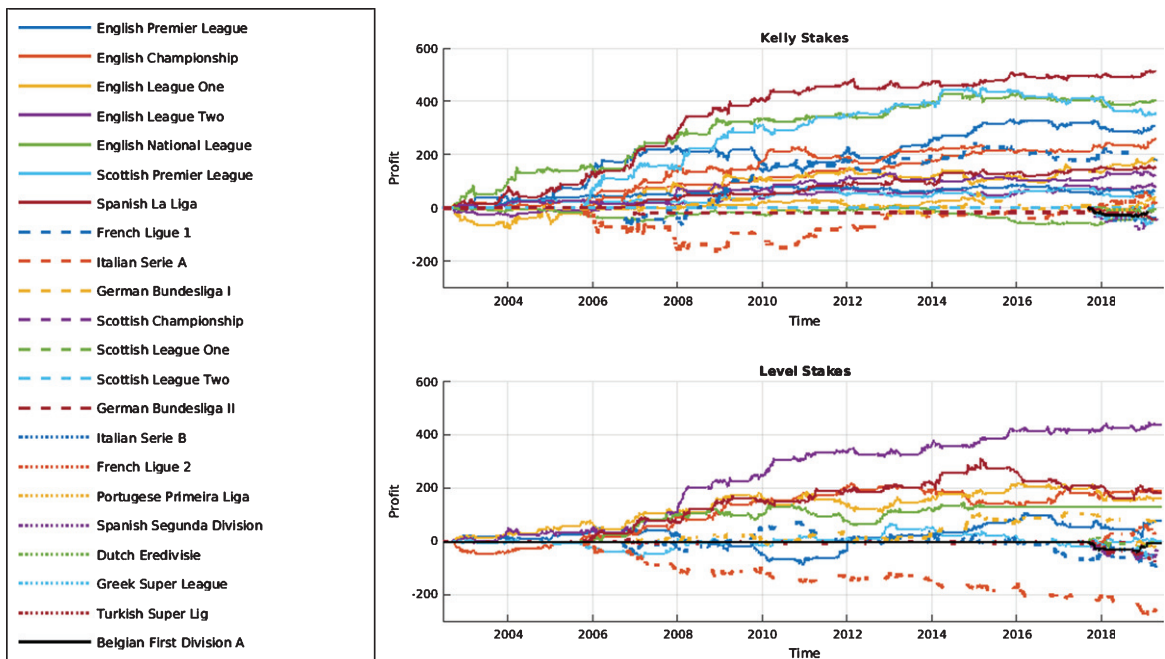 English Premier League
English Championship
English League One
English League Two
English National League
Scottish Premier League
Spanish La Liga
French Ligue 1
Italian Serie A
German Bundesliga I
Scottish Championship
Scottish League One
Scottish League Two
German Bundesliga II
Italian Serie B
French Ligue 2
Portugese Primeira Liga
Spanish Segunda Division
Dutch Eredivisie
Greek Super League
Turkish Super Lig
Belgian First Division A
Kelly Stakes
600
400
200
0
-200
Profit
2004 2006 2008 2010 2012 2014 2016 2018
Time
Level Stakes
600
400
200
0
-200
Profit
2004 2006 2008 2010 2012 2014 2016 2018
Time